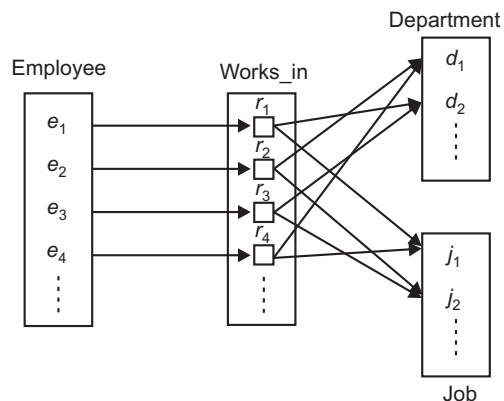 Department
Employee
Works_in
d1
d2
e1
e2
e3
e4
r1
r2
r3
r4
j1
j2
Job